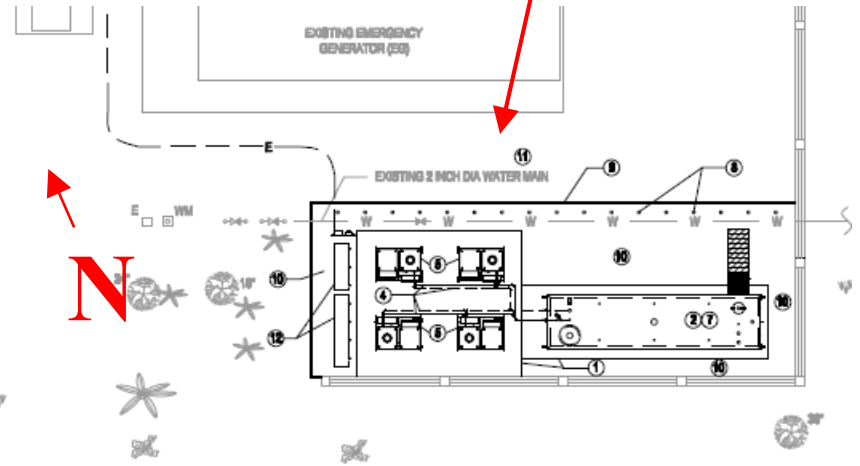 EXISTING EMERGENCY
GENERATOR (EG)
E
11
9
8
EXISTING 2 INCH DIA WATER MAIN
E
WM
W
W
W
W
W
W
N
18"
10
5
10
4
10
2
7
12
5
1
10